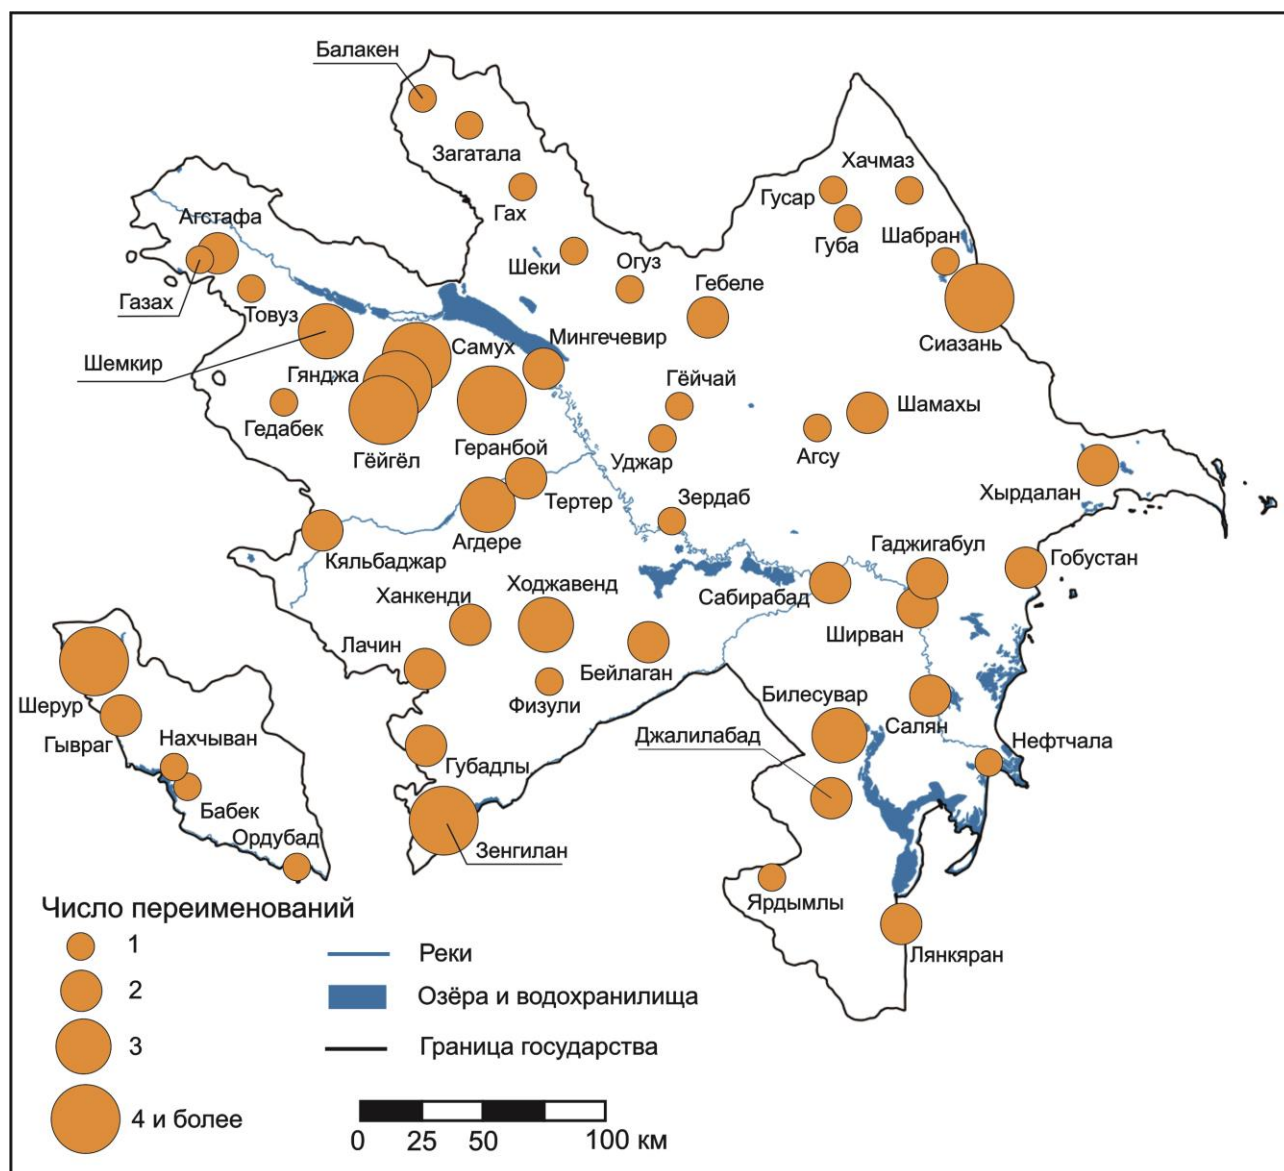 Балакен
Загатала
Хачмаз
Гусар
Гах
Агстафа
Губа
Шабран
Шеки
Огуз
Гебеле
Газах
Товуз
Мингечевир
Самух
Сиазань
Шемкир
Гянджа
Гёйчай
Шамахы
Гедабек
Геранбой
Гёйгёл
Уджар
Агсу
Хырдалан
Тертер
Зердаб
Агдере
Гаджигабул
Кяльбаджар
Гобустан
Ходжавенд
Ханкенди
Сабирабад
Ширван
Лачин
Бейлаган
Билесувар
Физули
Шерур
Салян
Джалилабад
Нахчыван
Нефтчала
Гывраг
Губадлы
Бабек
Ордубад
Зенгилан
Ярдымлы
Лянкяран
Число переименований
1
2
3
4 и более
Реки
Озёра и водохранилища
Граница государства
0 25 50 100 км